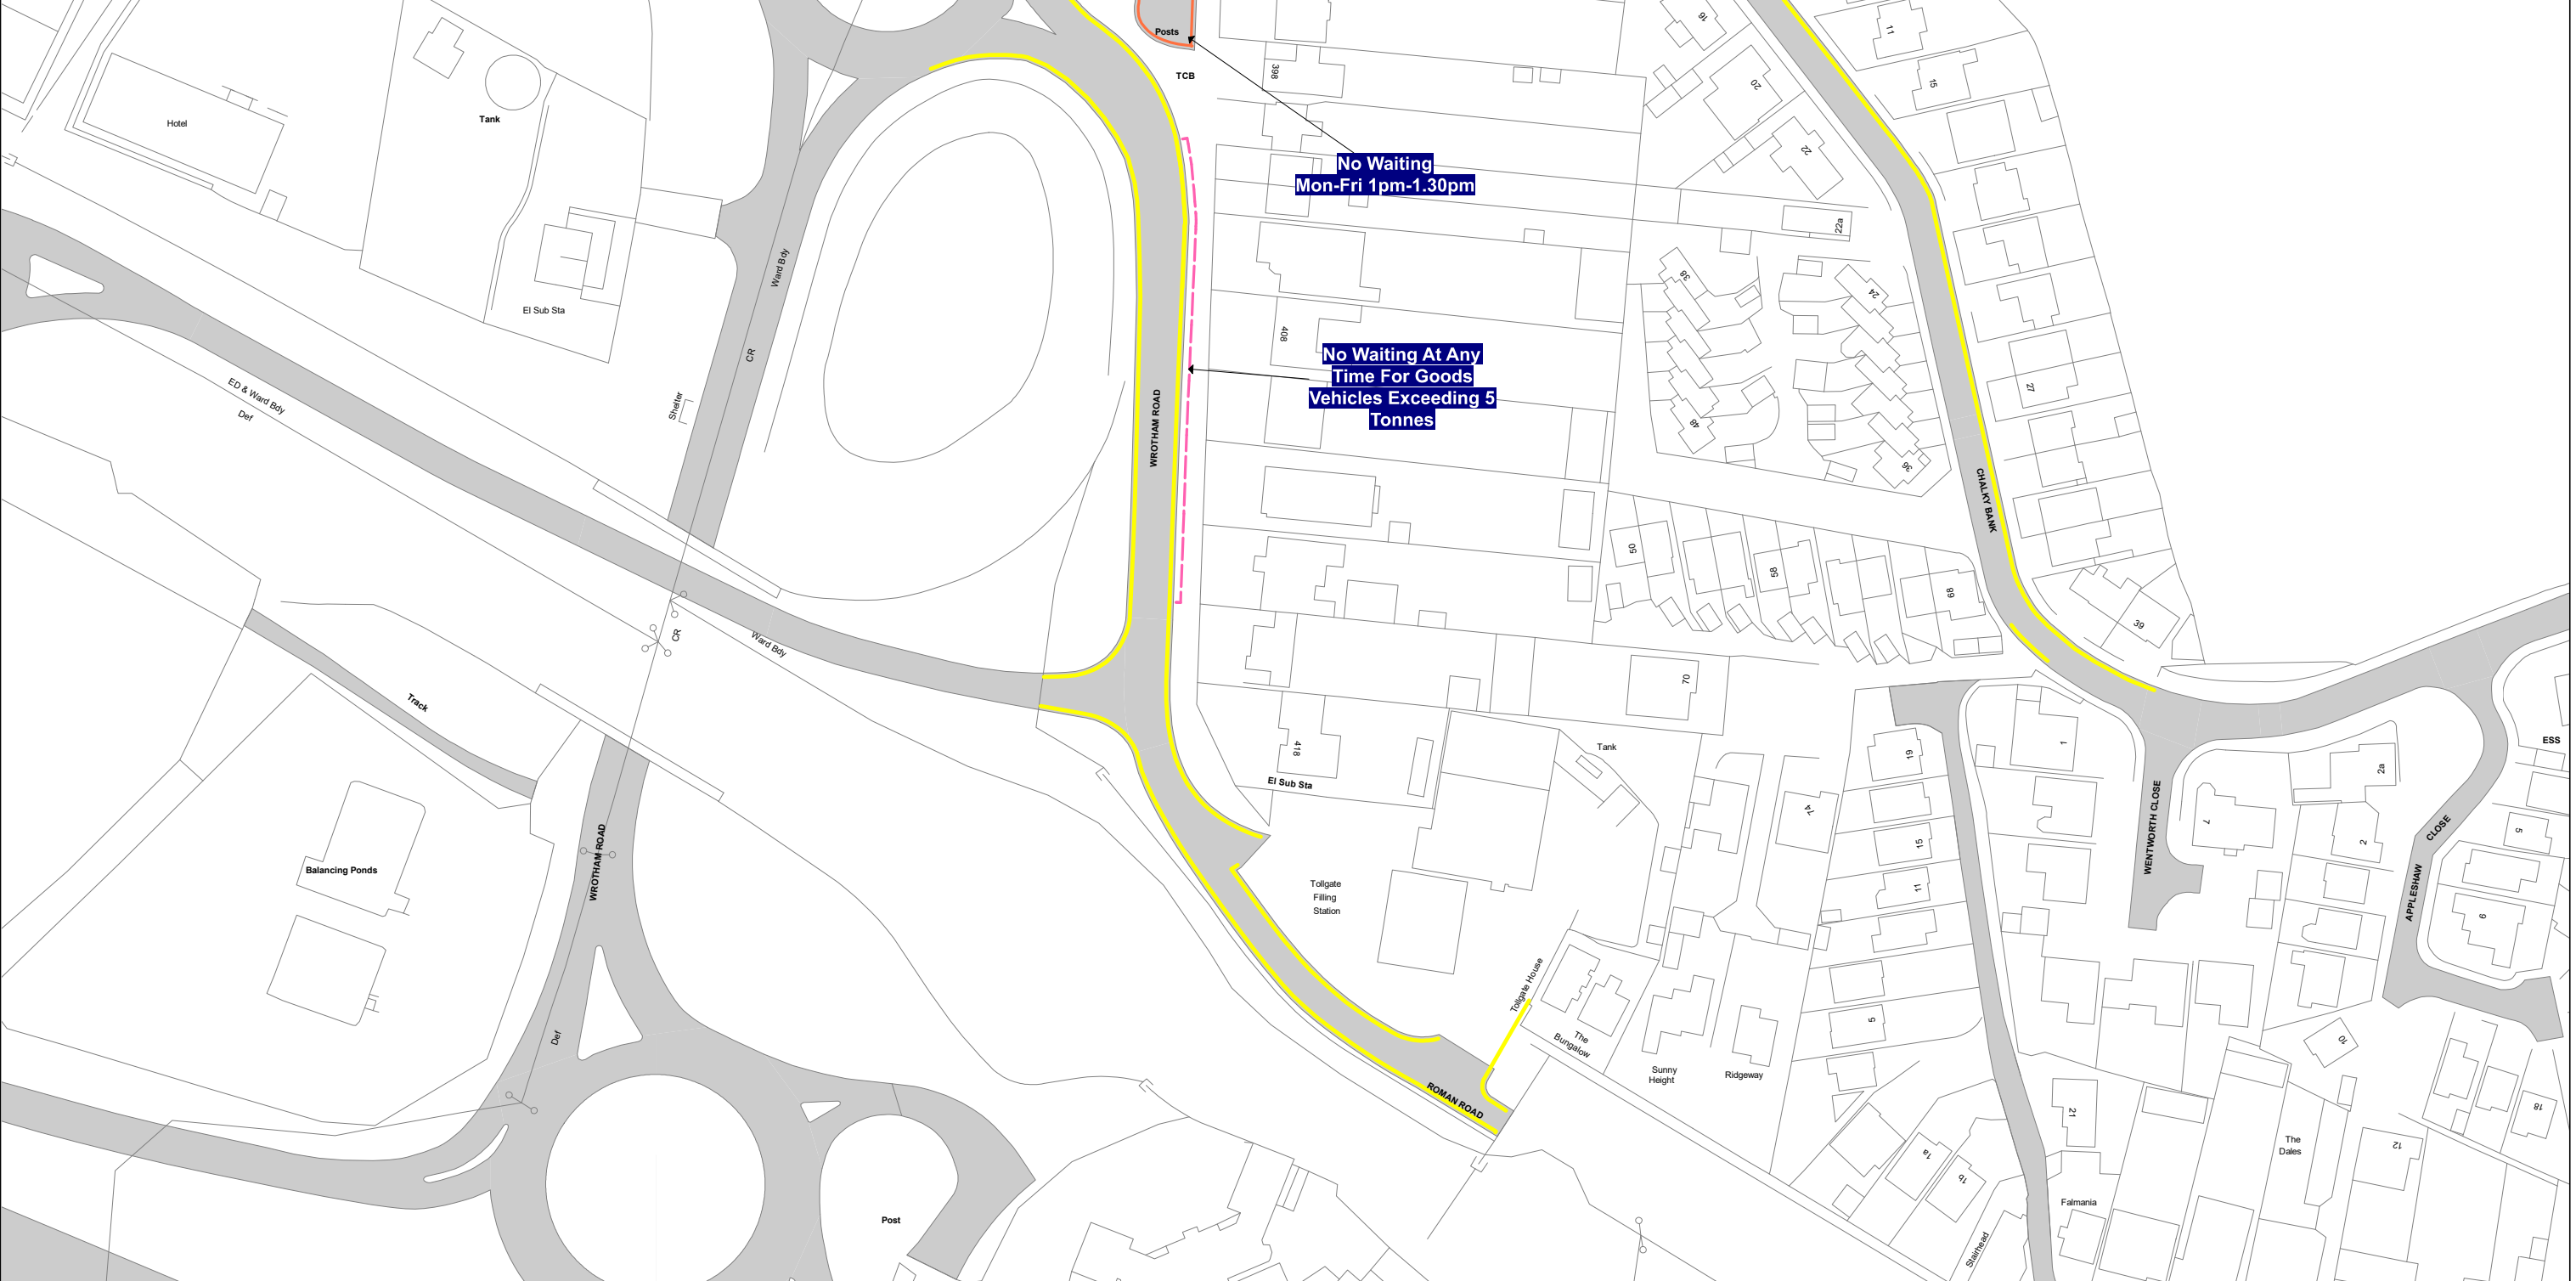 Posts
TCB
16
11
15
20
22
22a
398
Hotel
Tank
No Waiting
Mon-Fri 1pm-1.30pm
Ward Bdy
El Sub Sta
CR
38
24
408
No Waiting At Any
Time For Goods
Vehicles Exceeding 5
Tonnes
27
ED & Ward Bdy
Def
Shelter
WROTHAM ROAD
48
36
CHALKY BANK
50
58
68
39
CR
Ward Bdy
Track
70
418
El Sub Sta
Tank
74
19
15
11
5
1
7
2a
2
ESS
5
9
10
WENTWORTH CLOSE
APPLESHAW
CLOSE
WROTHAM ROAD
Balancing Ponds
Tollgate
Filling
Station
Tollgate House
The
Bungalow
Sunny
Height
Ridgeway
ROMAN ROAD
Def
21
18
12
The
Dales
1a
1b
Falmania
Stairhead
Post